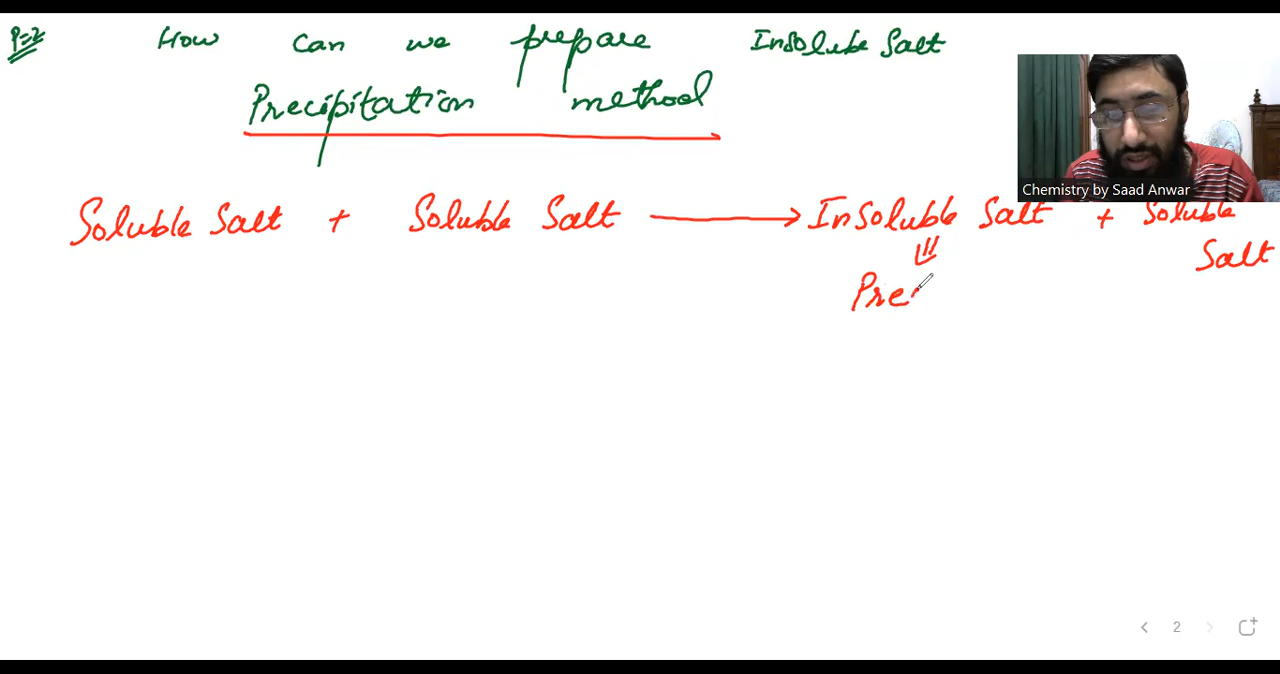 P=2 How can we prepare Insoluble Salt
Precipitation method
Chemistry by Saad Anwar
Soluble Salt + Soluble Salt → Insoluble Salt + Soluble
Salt
Pre
2